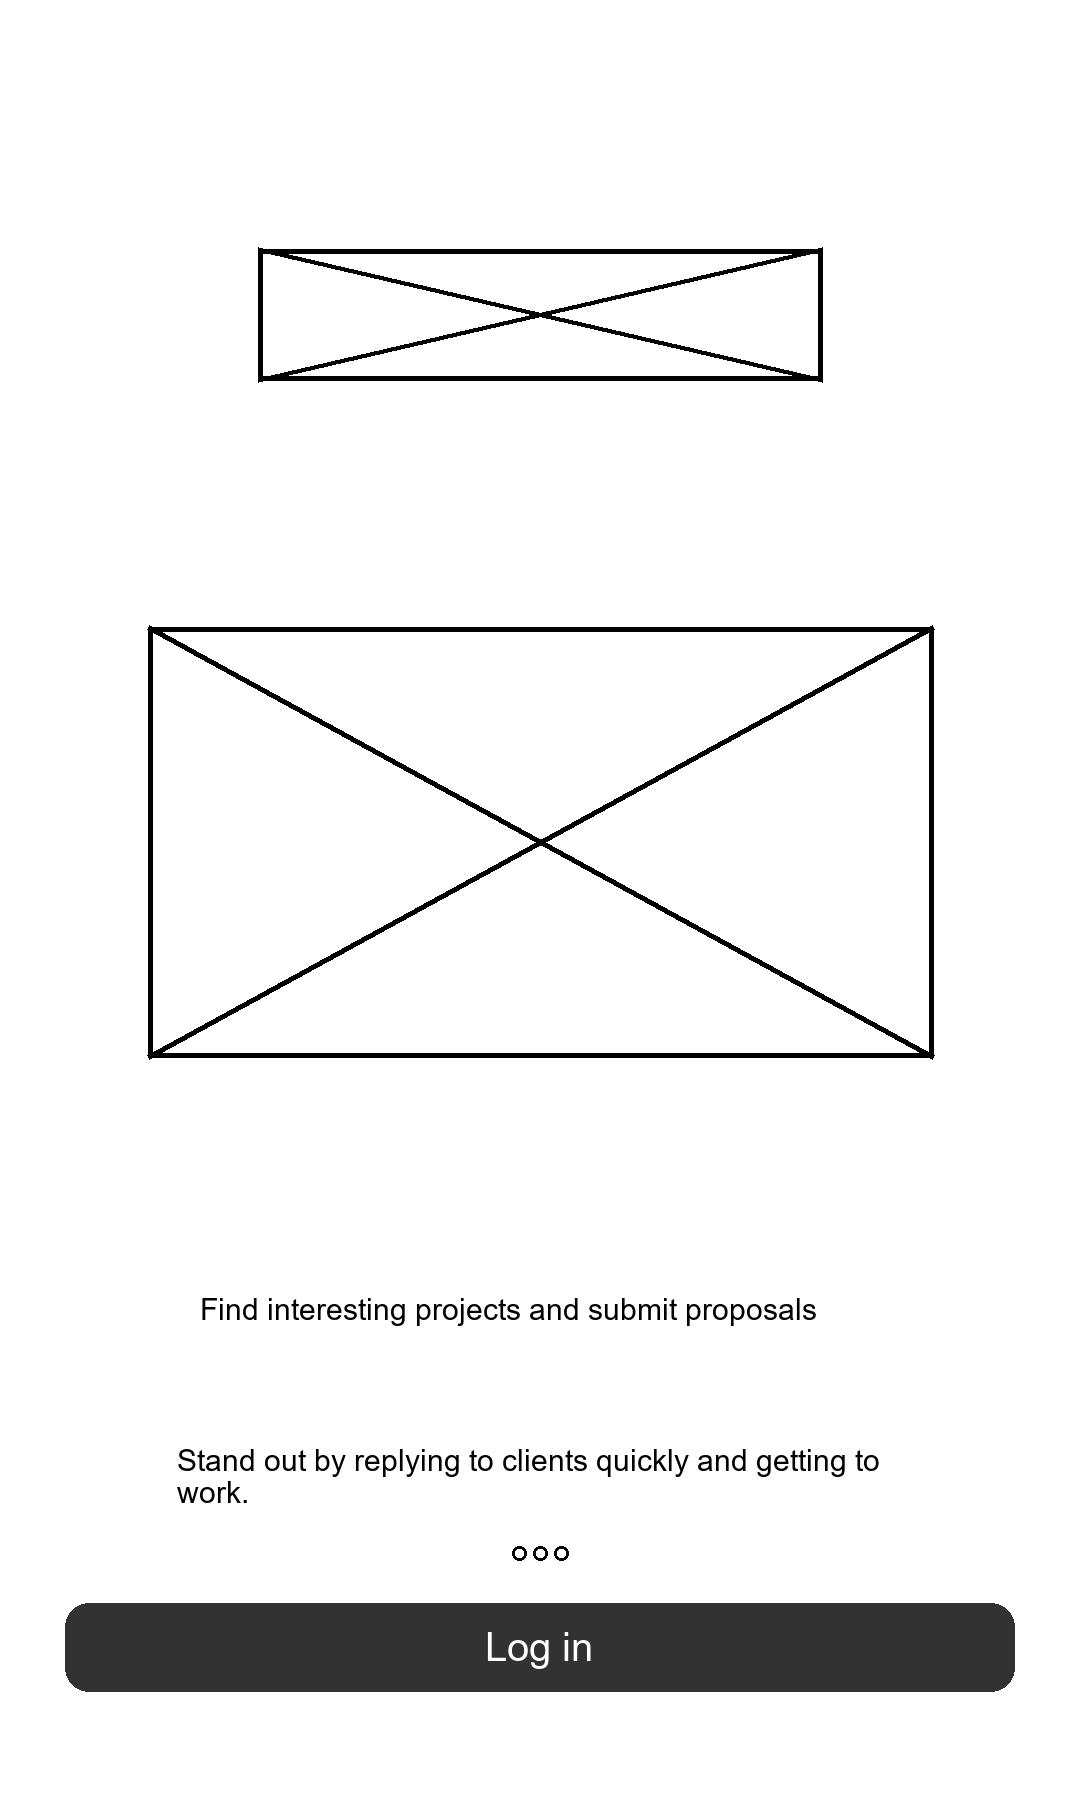 Find interesting projects and submit proposals
Stand out by replying to clients quickly and getting to
work.
Log in